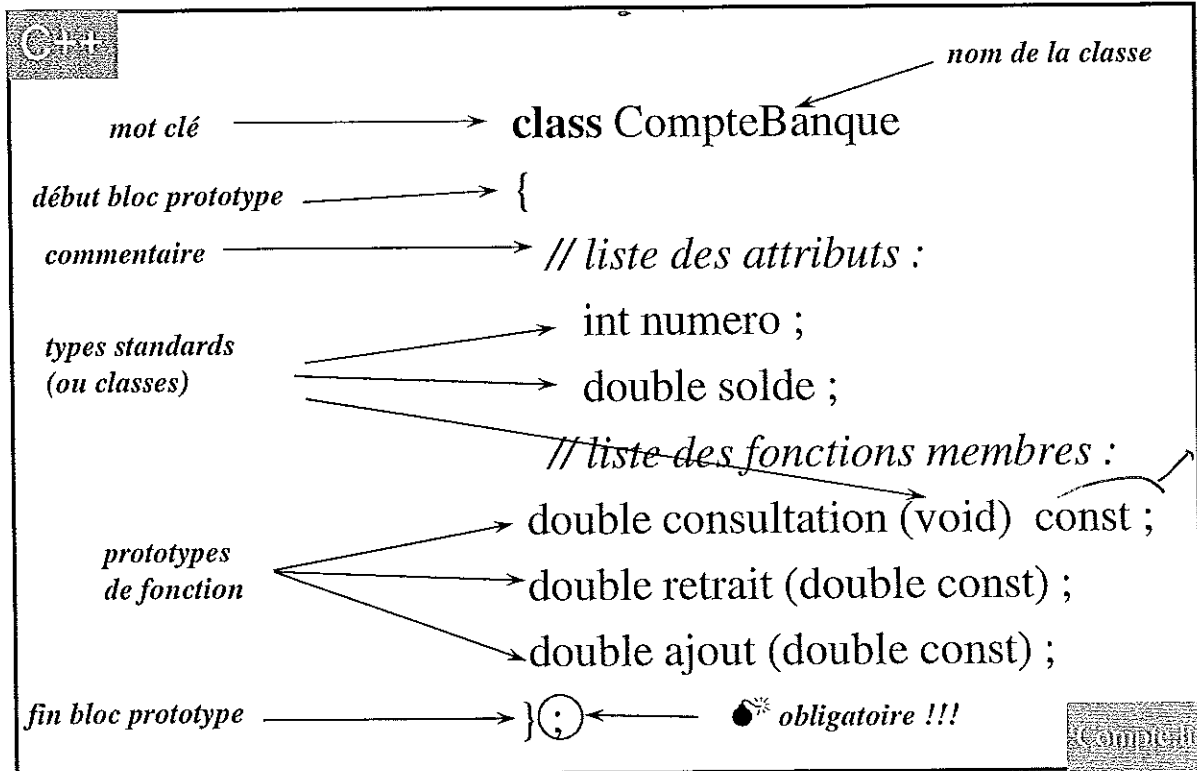 C++
nom de la classe
mot clé class CompteBanque
début bloc prototype {
commentaire // liste des attributs :
int numero ;
types standards
(ou classes) double solde ;
// liste des fonctions membres :
double consultation (void) const ;
prototypes
de fonction double retrait (double const) ;
double ajout (double const) ;
fin bloc prototype }; obligatoire !!!